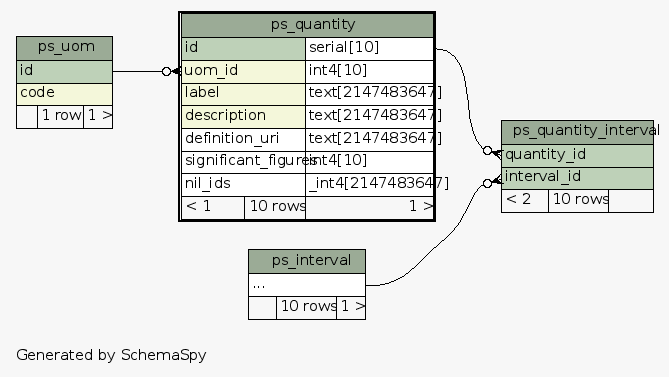 ps_uom
id
code
1 row 1 >
ps_quantity
id serial[10]
uom_id int4[10]
label text[2147483647]
description text[2147483647]
definition_uri text[2147483647]
significant_figures int4[10]
nil_ids _int4[2147483647]
< 1 10 rows 1 >
ps_quantity_interval
quantity_id
interval_id
< 2 10 rows
ps_interval
...
10 rows 1 >
Generated by SchemaSpy